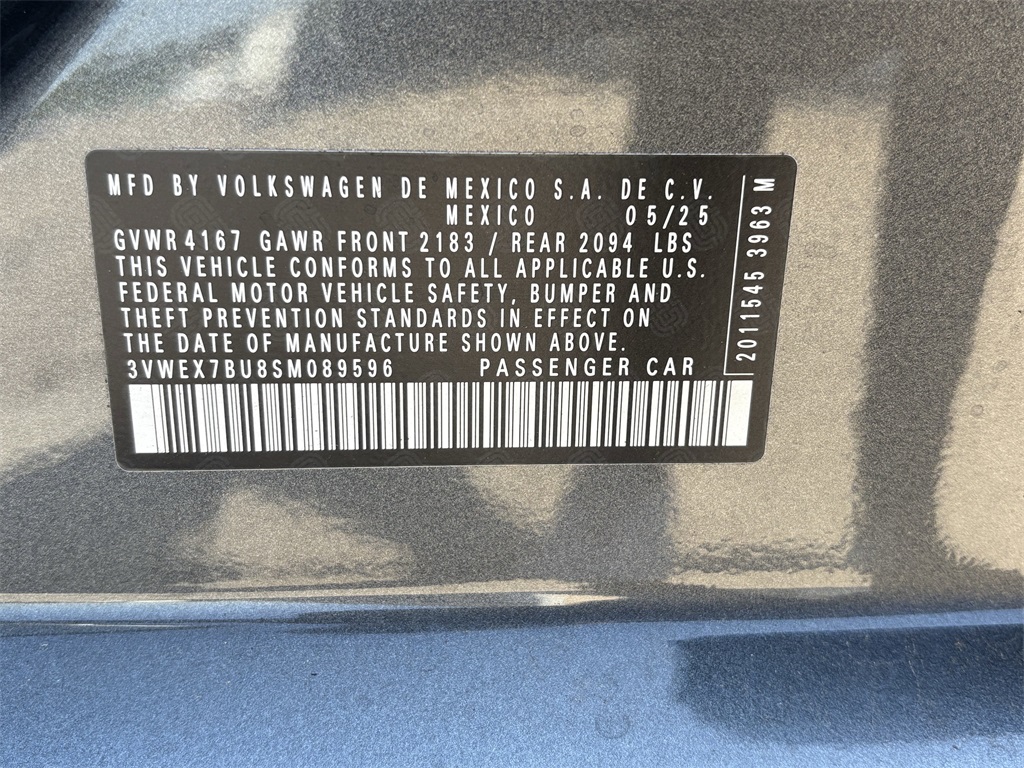 MFD BY VOLKSWAGEN DE MEXICO S.A. DE C.V.
MEXICO 05/25
GVWR 4167 GAWR FRONT 2183 / REAR 2094 LBS
THIS VEHICLE CONFORMS TO ALL APPLICABLE U.S.
FEDERAL MOTOR VEHICLE SAFETY, BUMPER AND
THEFT PREVENTION STANDARDS IN EFFECT ON
THE DATE OF MANUFACTURE SHOWN ABOVE.
3VWEX7BU8SM089596 PASSENGER CAR
2011545 3963 M